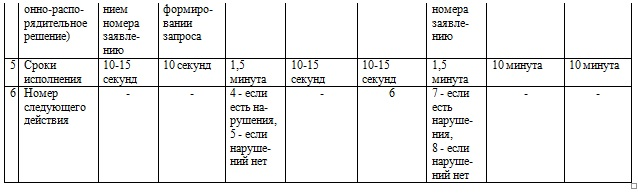 онно-распо-
рядительное
решение)
нием
номера
заявле-
нию
формиро-
вании
запроса
номера
заявле-
нию
5
Сроки
исполнения
10-15
секунд
10 секунд
1,5
минута
10-15
секунд
10-15
секунд
1,5
минута
10 минута
10 минута
6
Номер
следующего
действия
-
-
4 - если
есть на-
рушения,
5 - если
наруше-
ний нет
-
6
7 - если
есть
наруше-
ния,
8 - если
наруше-
ний нет
-
-